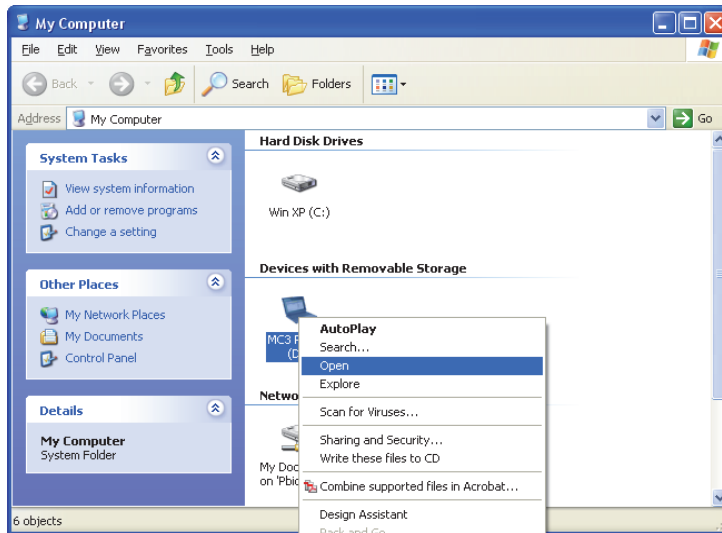 My Computer
File Edit View Favorites Tools Help
Back Search Folders
Address My Computer Go
System Tasks
View system information
Add or remove programs
Change a setting
Other Places
My Network Places
My Documents
Control Panel
Details
My Computer
System Folder
Hard Disk Drives
Win XP (C:)
Devices with Removable Storage
MC3
(D
Netwo
My Doc
on 'Pbic
AutoPlay
Search...
Open
Explore
Scan for Viruses...
Sharing and Security...
Write these files to CD
Combine supported files in Acrobat...
Design Assistant
Pack and Go
6 objects